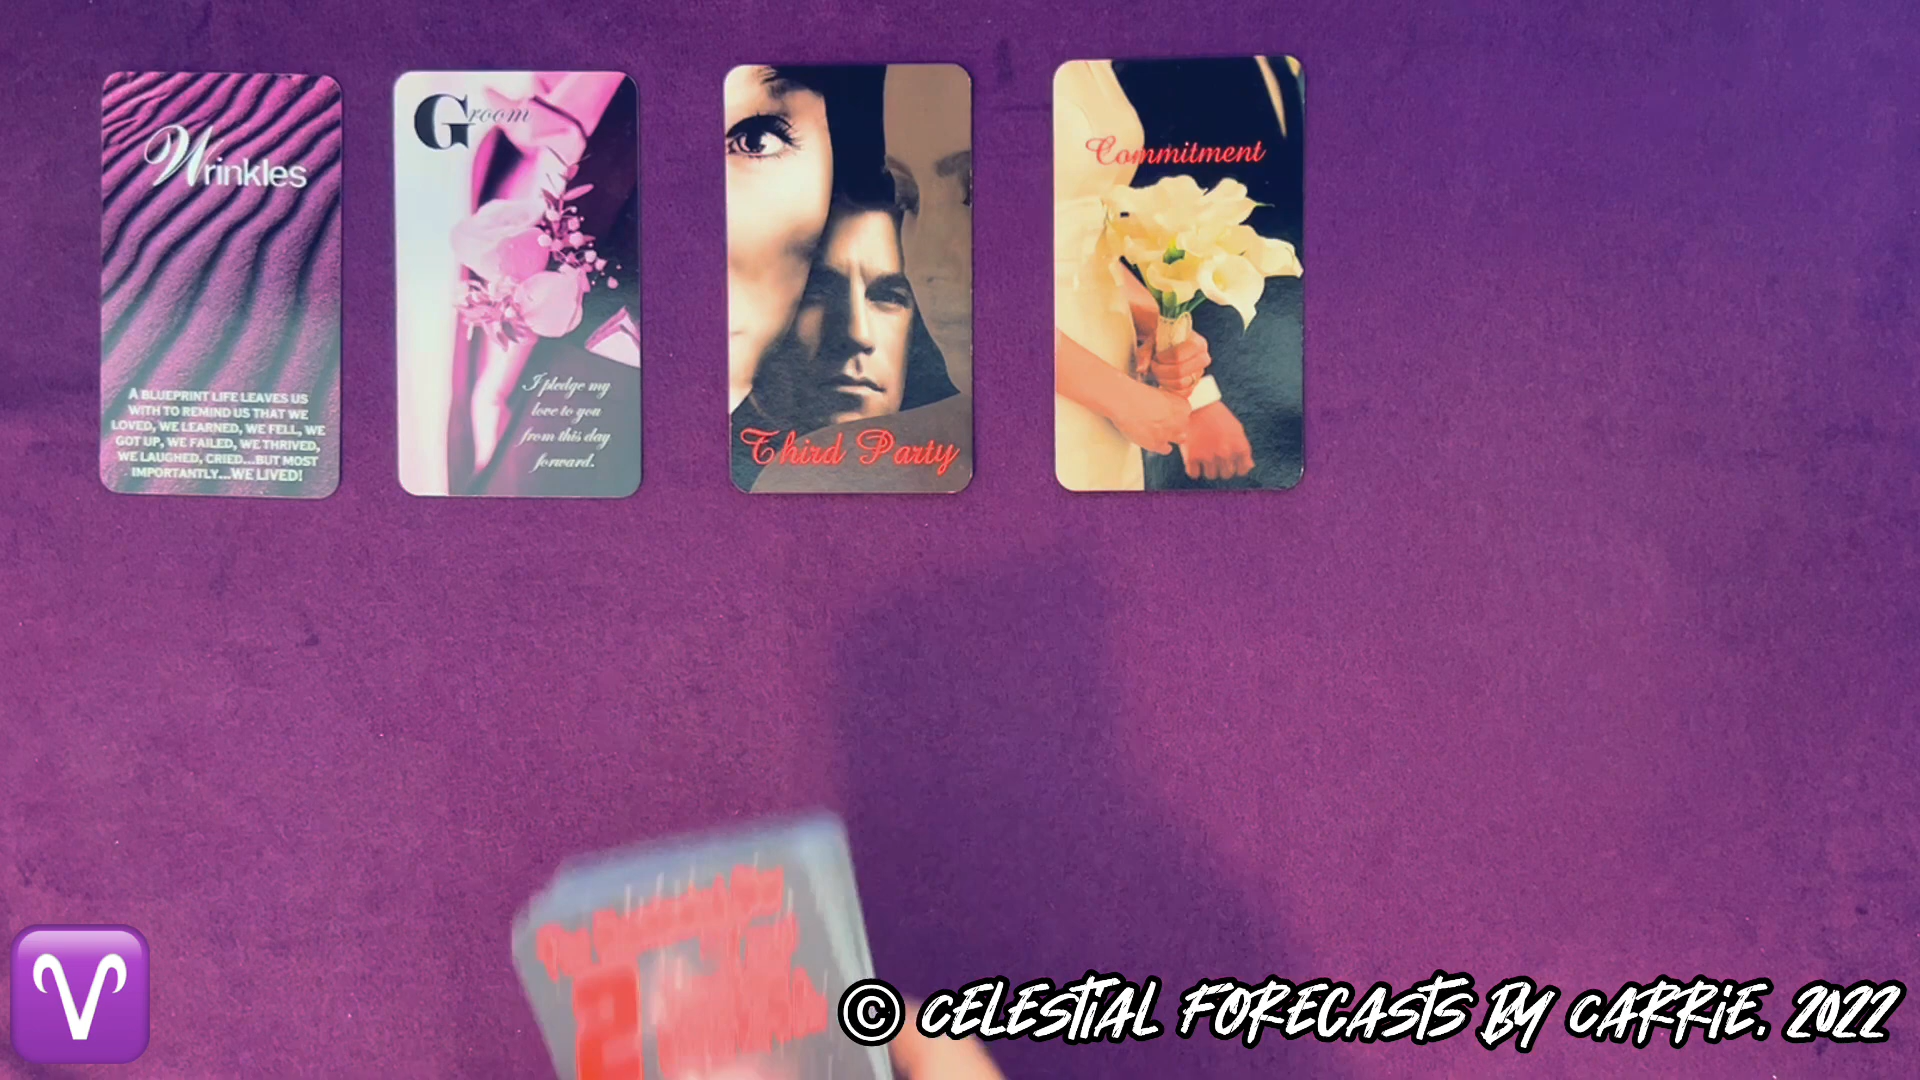 Wrinkles
A BLUEPRINT LIFE LEAVES US
WITH TO REMIND US THAT WE
LOVED, WE LEARNED, WE FELL, WE
GOT UP, WE FAILED, WE THRIVED,
WE LAUGHED, CRIED...BUT MOST
IMPORTANTLY...WE LIVED!
Groom
I pledge my
love to you
from this day
forward.
Third Party
Commitment
© CELESTIAL FORECASTS BY CARRIE. 2022